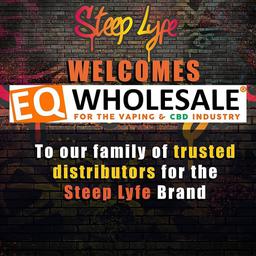 Steep Lyfe
WELCOMES
EQ WHOLESALE®
FOR THE VAPING & CBD INDUSTRY
To our family of trusted
distributors for the
Steep Lyfe Brand